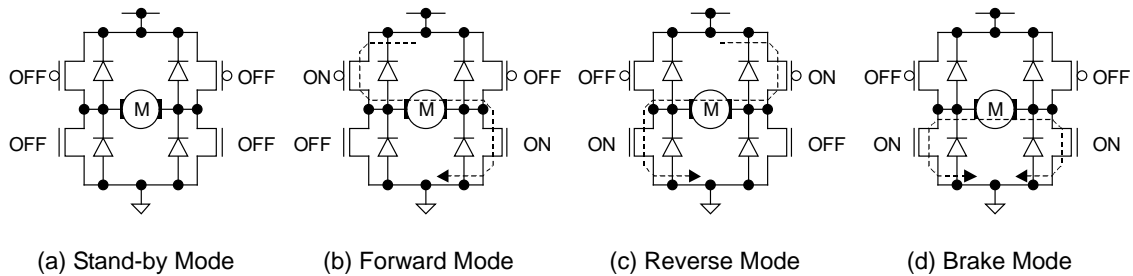 OFF OFF ON OFF OFF ON OFF OFF
M M M M
OFF OFF OFF ON ON OFF ON ON
(a) Stand-by Mode (b) Forward Mode (c) Reverse Mode (d) Brake Mode